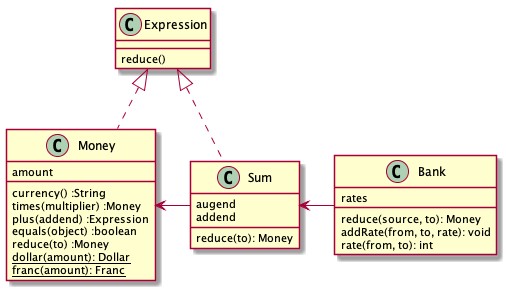 C Expression
reduce()
C Money
amount
currency() :String
times(multiplier) :Money
plus(addend) :Expression
equals(object) :boolean
reduce(to) :Money
dollar(amount): Dollar
franc(amount): Franc
C Sum
augend
addend
reduce(to): Money
C Bank
rates
reduce(source, to): Money
addRate(from, to, rate): void
rate(from, to): int